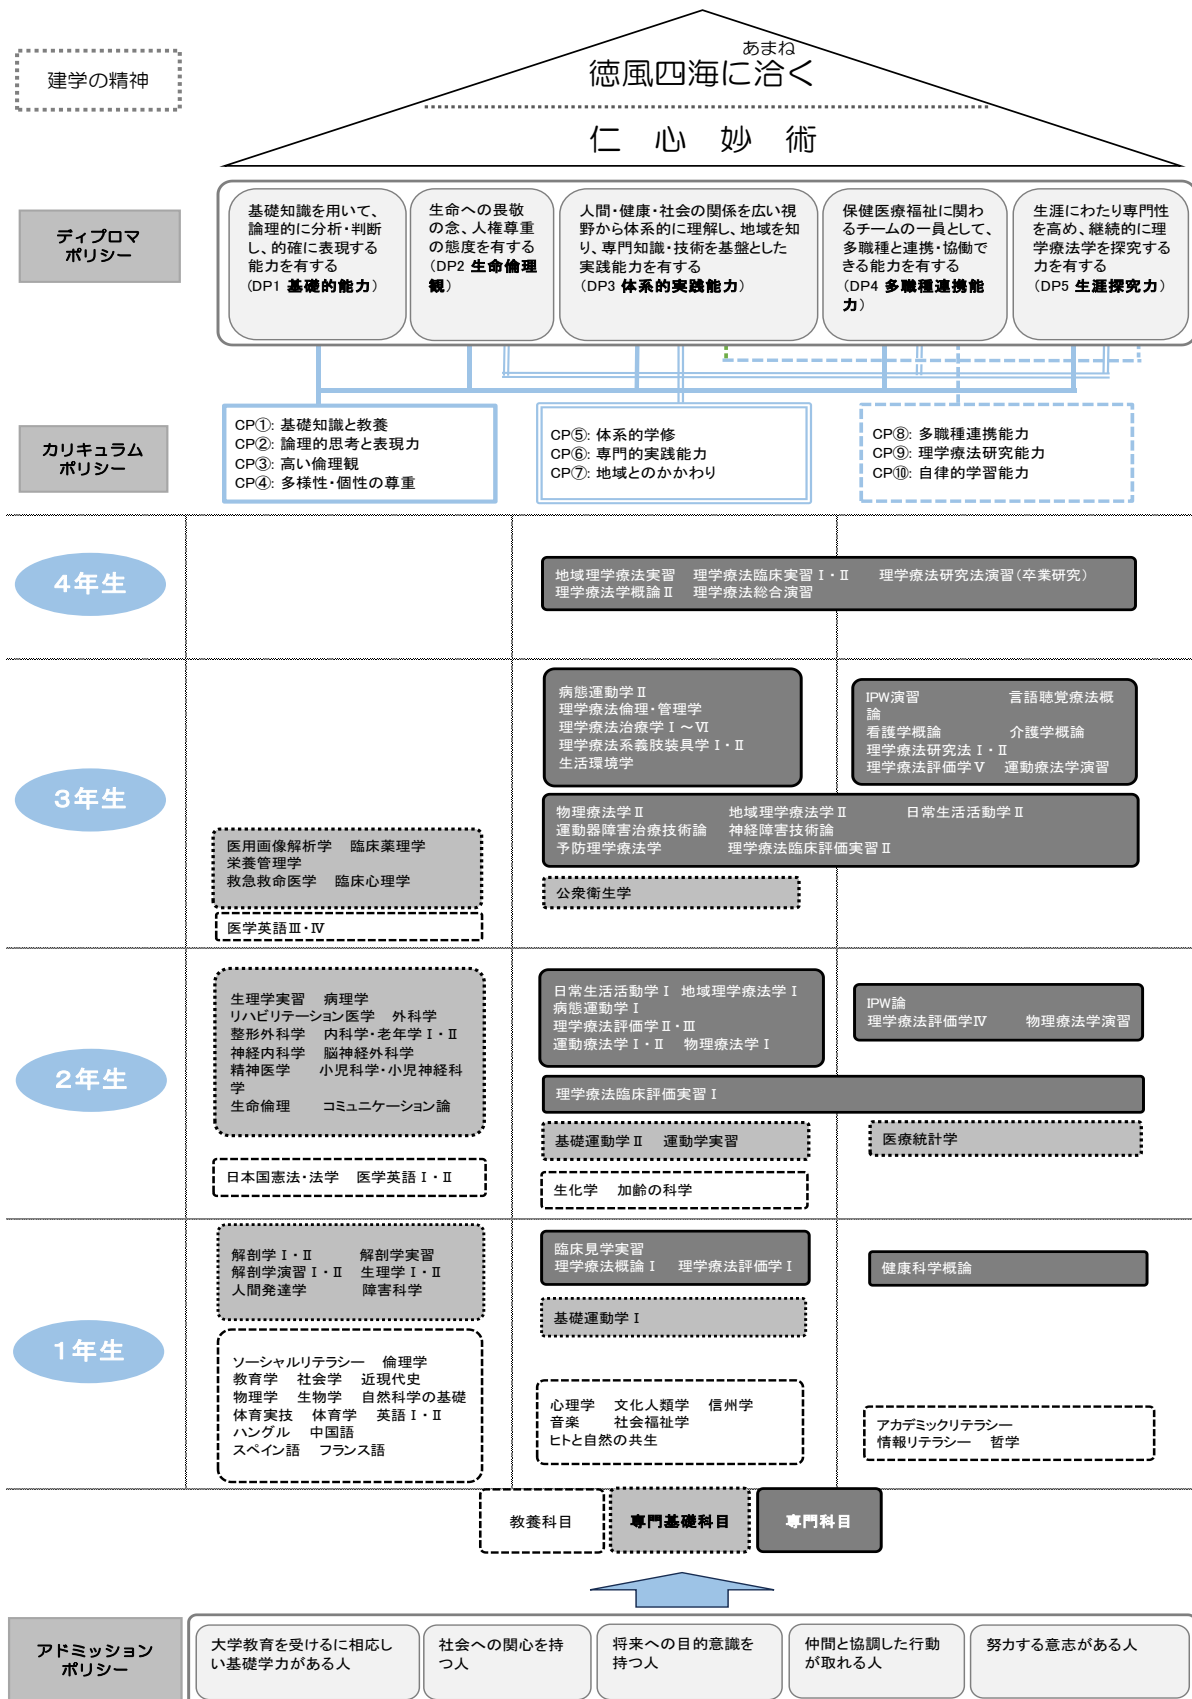 建学の精神
あまね
徳風四海に洽く
仁心妙術
ディプロマ
ポリシー
基礎知識を用いて、
論理的に分析・判断
し、的確に表現する
能力を有する
(DP1 基礎的能力)
生命への畏敬
の念、人権尊重
の態度を有する
(DP2 生命倫理
観)
人間・健康・社会の関係を広い視
野から体系的に理解し、地域を知
り、専門知識・技術を基盤とした
実践能力を有する
(DP3 体系的実践能力)
保健医療福祉に関わ
るチームの一員として、
多職種と連携・協働で
きる能力を有する
(DP4 多職種連携能
力)
生涯にわたり専門性
を高め、継続的に理
学療法学を探究する
力を有する
(DP5 生涯探究力)
カリキュラム
ポリシー
CP①: 基礎知識と教養
CP②: 論理的思考と表現力
CP③: 高い倫理観
CP④: 多様性・個性の尊重
CP⑤: 体系的学修
CP⑥: 専門的実践能力
CP⑦: 地域とのかかわり
CP⑧: 多職種連携能力
CP⑨: 理学療法研究能力
CP⑩: 自律的学習能力
4年生
地域理学療法実習 理学療法臨床実習Ⅰ・Ⅱ 理学療法研究法演習(卒業研究)
理学療法学概論Ⅱ 理学療法総合演習
3年生
医用画像解析学 臨床薬理学
栄養管理学
救急救命医学 臨床心理学
医学英語Ⅲ・Ⅳ
病態運動学Ⅱ
理学療法倫理・管理学
理学療法治療学Ⅰ～Ⅵ
理学療法系義肢装具学Ⅰ・Ⅱ
生活環境学
IPW演習 言語聴覚療法概
論
看護学概論 介護学概論
理学療法研究法Ⅰ・Ⅱ
理学療法評価学Ⅴ 運動療法学演習
物理療法学Ⅱ 地域理学療法学Ⅱ 日常生活活動学Ⅱ
運動器障害治療技術論 神経障害技術論
予防理学療法学 理学療法臨床評価実習Ⅱ
公衆衛生学
2年生
生理学実習 病理学
リハビリテーション医学 外科学
整形外科学 内科学・老年学Ⅰ・Ⅱ
神経内科学 脳神経外科学
精神医学 小児科学・小児神経科
学
生命倫理 コミュニケーション論
日本国憲法・法学 医学英語Ⅰ・Ⅱ
日常生活活動学Ⅰ 地域理学療法学Ⅰ
病態運動学Ⅰ
理学療法評価学Ⅱ・Ⅲ
運動療法学Ⅰ・Ⅱ 物理療法学Ⅰ
IPW論
理学療法評価学Ⅳ 物理療法学演習
理学療法臨床評価実習Ⅰ
基礎運動学Ⅱ 運動学実習
医療統計学
生化学 加齢の科学
1年生
解剖学Ⅰ・Ⅱ 解剖学実習
解剖学演習Ⅰ・Ⅱ 生理学Ⅰ・Ⅱ
人間発達学 障害科学
ソーシャルリテラシー 倫理学
教育学 社会学 近現代史
物理学 生物学 自然科学の基礎
体育実技 体育学 英語Ⅰ・Ⅱ
ハングル 中国語
スペイン語 フランス語
臨床見学実習
理学療法概論Ⅰ 理学療法評価学Ⅰ
基礎運動学Ⅰ
心理学 文化人類学 信州学
音楽 社会福祉学
ヒトと自然の共生
健康科学概論
アカデミックリテラシー
情報リテラシー 哲学
教養科目
専門基礎科目
専門科目
アドミッション
ポリシー
大学教育を受けるに相応し
い基礎学力がある人
社会への関心を持
つ人
将来への目的意識を
持つ人
仲間と協調した行動
が取れる人
努力する意志がある人